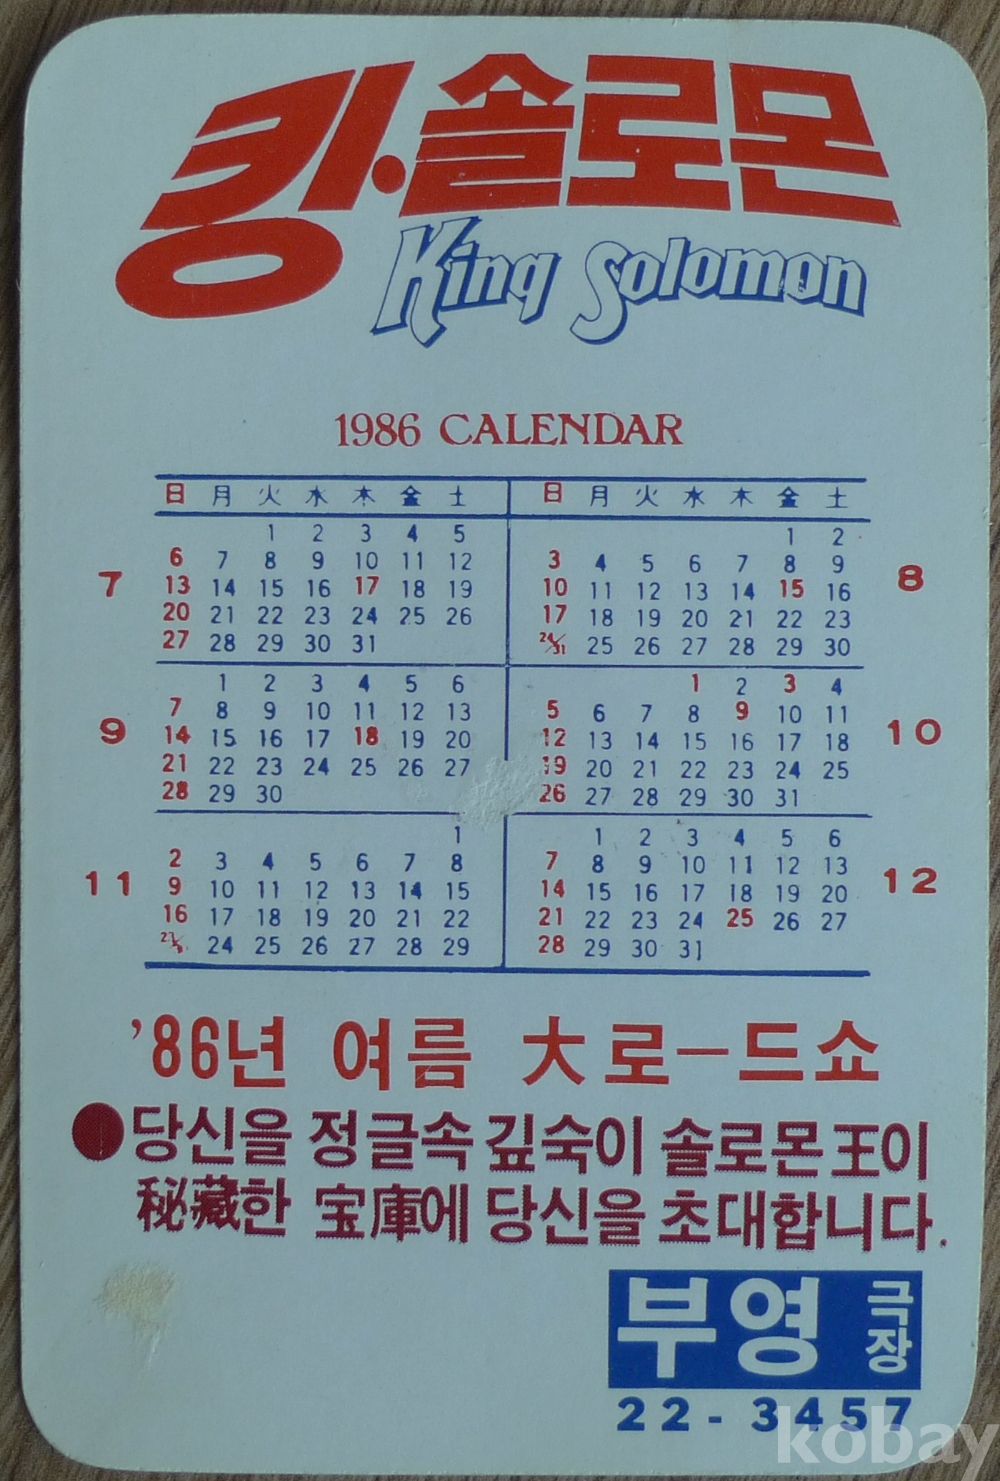 킹·솔로몬
King Solomon
1986 CALENDAR
日 月 火 水 木 金 土 日 月 火 水 木 金 土
7
1 2 3 4 5
6 7 8 9 10 11 12
13 14 15 16 17 18 19
20 21 22 23 24 25 26
27 28 29 30 31
8
1 2
3 4 5 6 7 8 9
10 11 12 13 14 15 16
17 18 19 20 21 22 23
24/31 25 26 27 28 29 30
9
1 2 3 4 5 6
7 8 9 10 11 12 13
14 15 16 17 18 19 20
21 22 23 24 25 26 27
28 29 30
10
1 2 3 4
5 6 7 8 9 10 11
12 13 14 15 16 17 18
19 20 21 22 23 24 25
26 27 28 29 30 31
11
1
2 3 4 5 6 7 8
9 10 11 12 13 14 15
16 17 18 19 20 21 22
24 25 26 27 28 29
12
1 2 3 4 5 6
7 8 9 10 11 12 13
14 15 16 17 18 19 20
21 22 23 24 25 26 27
28 29 30 31
'86년 여름 大로-드쇼
●당신을 정글속 깊숙이 솔로몬王이
秘藏한 宝庫에 당신을 초대합니다.
부영 극장
22-3457
kobay